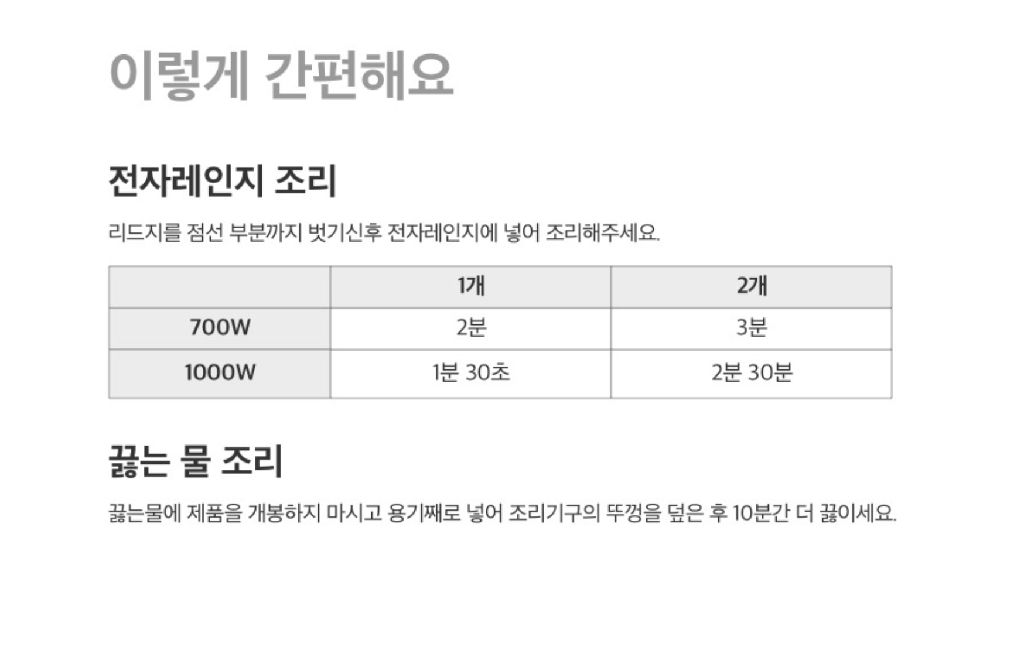 이렇게 간편해요
전자레인지 조리
리드지를 점선 부분까지 벗기신후 전자레인지에 넣어 조리해주세요.
1개 2개
700W 2분 3분
1000W 1분 30초 2분 30분
끓는 물 조리
끓는물에 제품을 개봉하지 마시고 용기째로 넣어 조리기구의 뚜껑을 덮은 후 10분간 더 끓이세요.